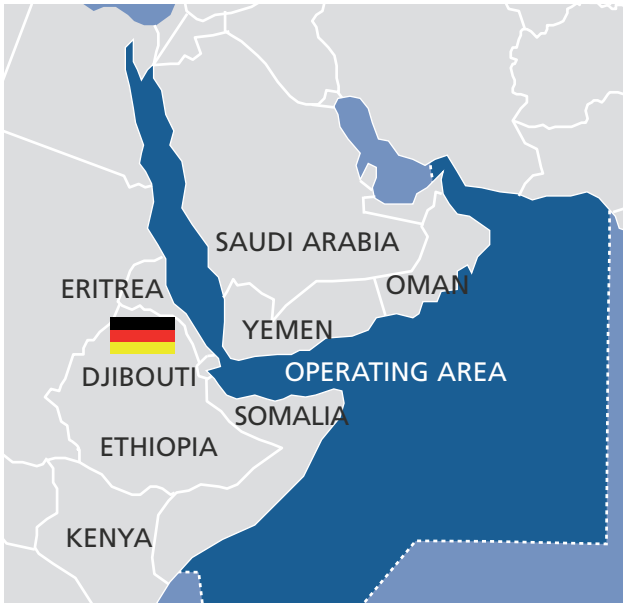 SAUDI ARABIA
OMAN
ERITREA
YEMEN
OPERATING AREA
DJIBOUTI
SOMALIA
ETHIOPIA
KENYA